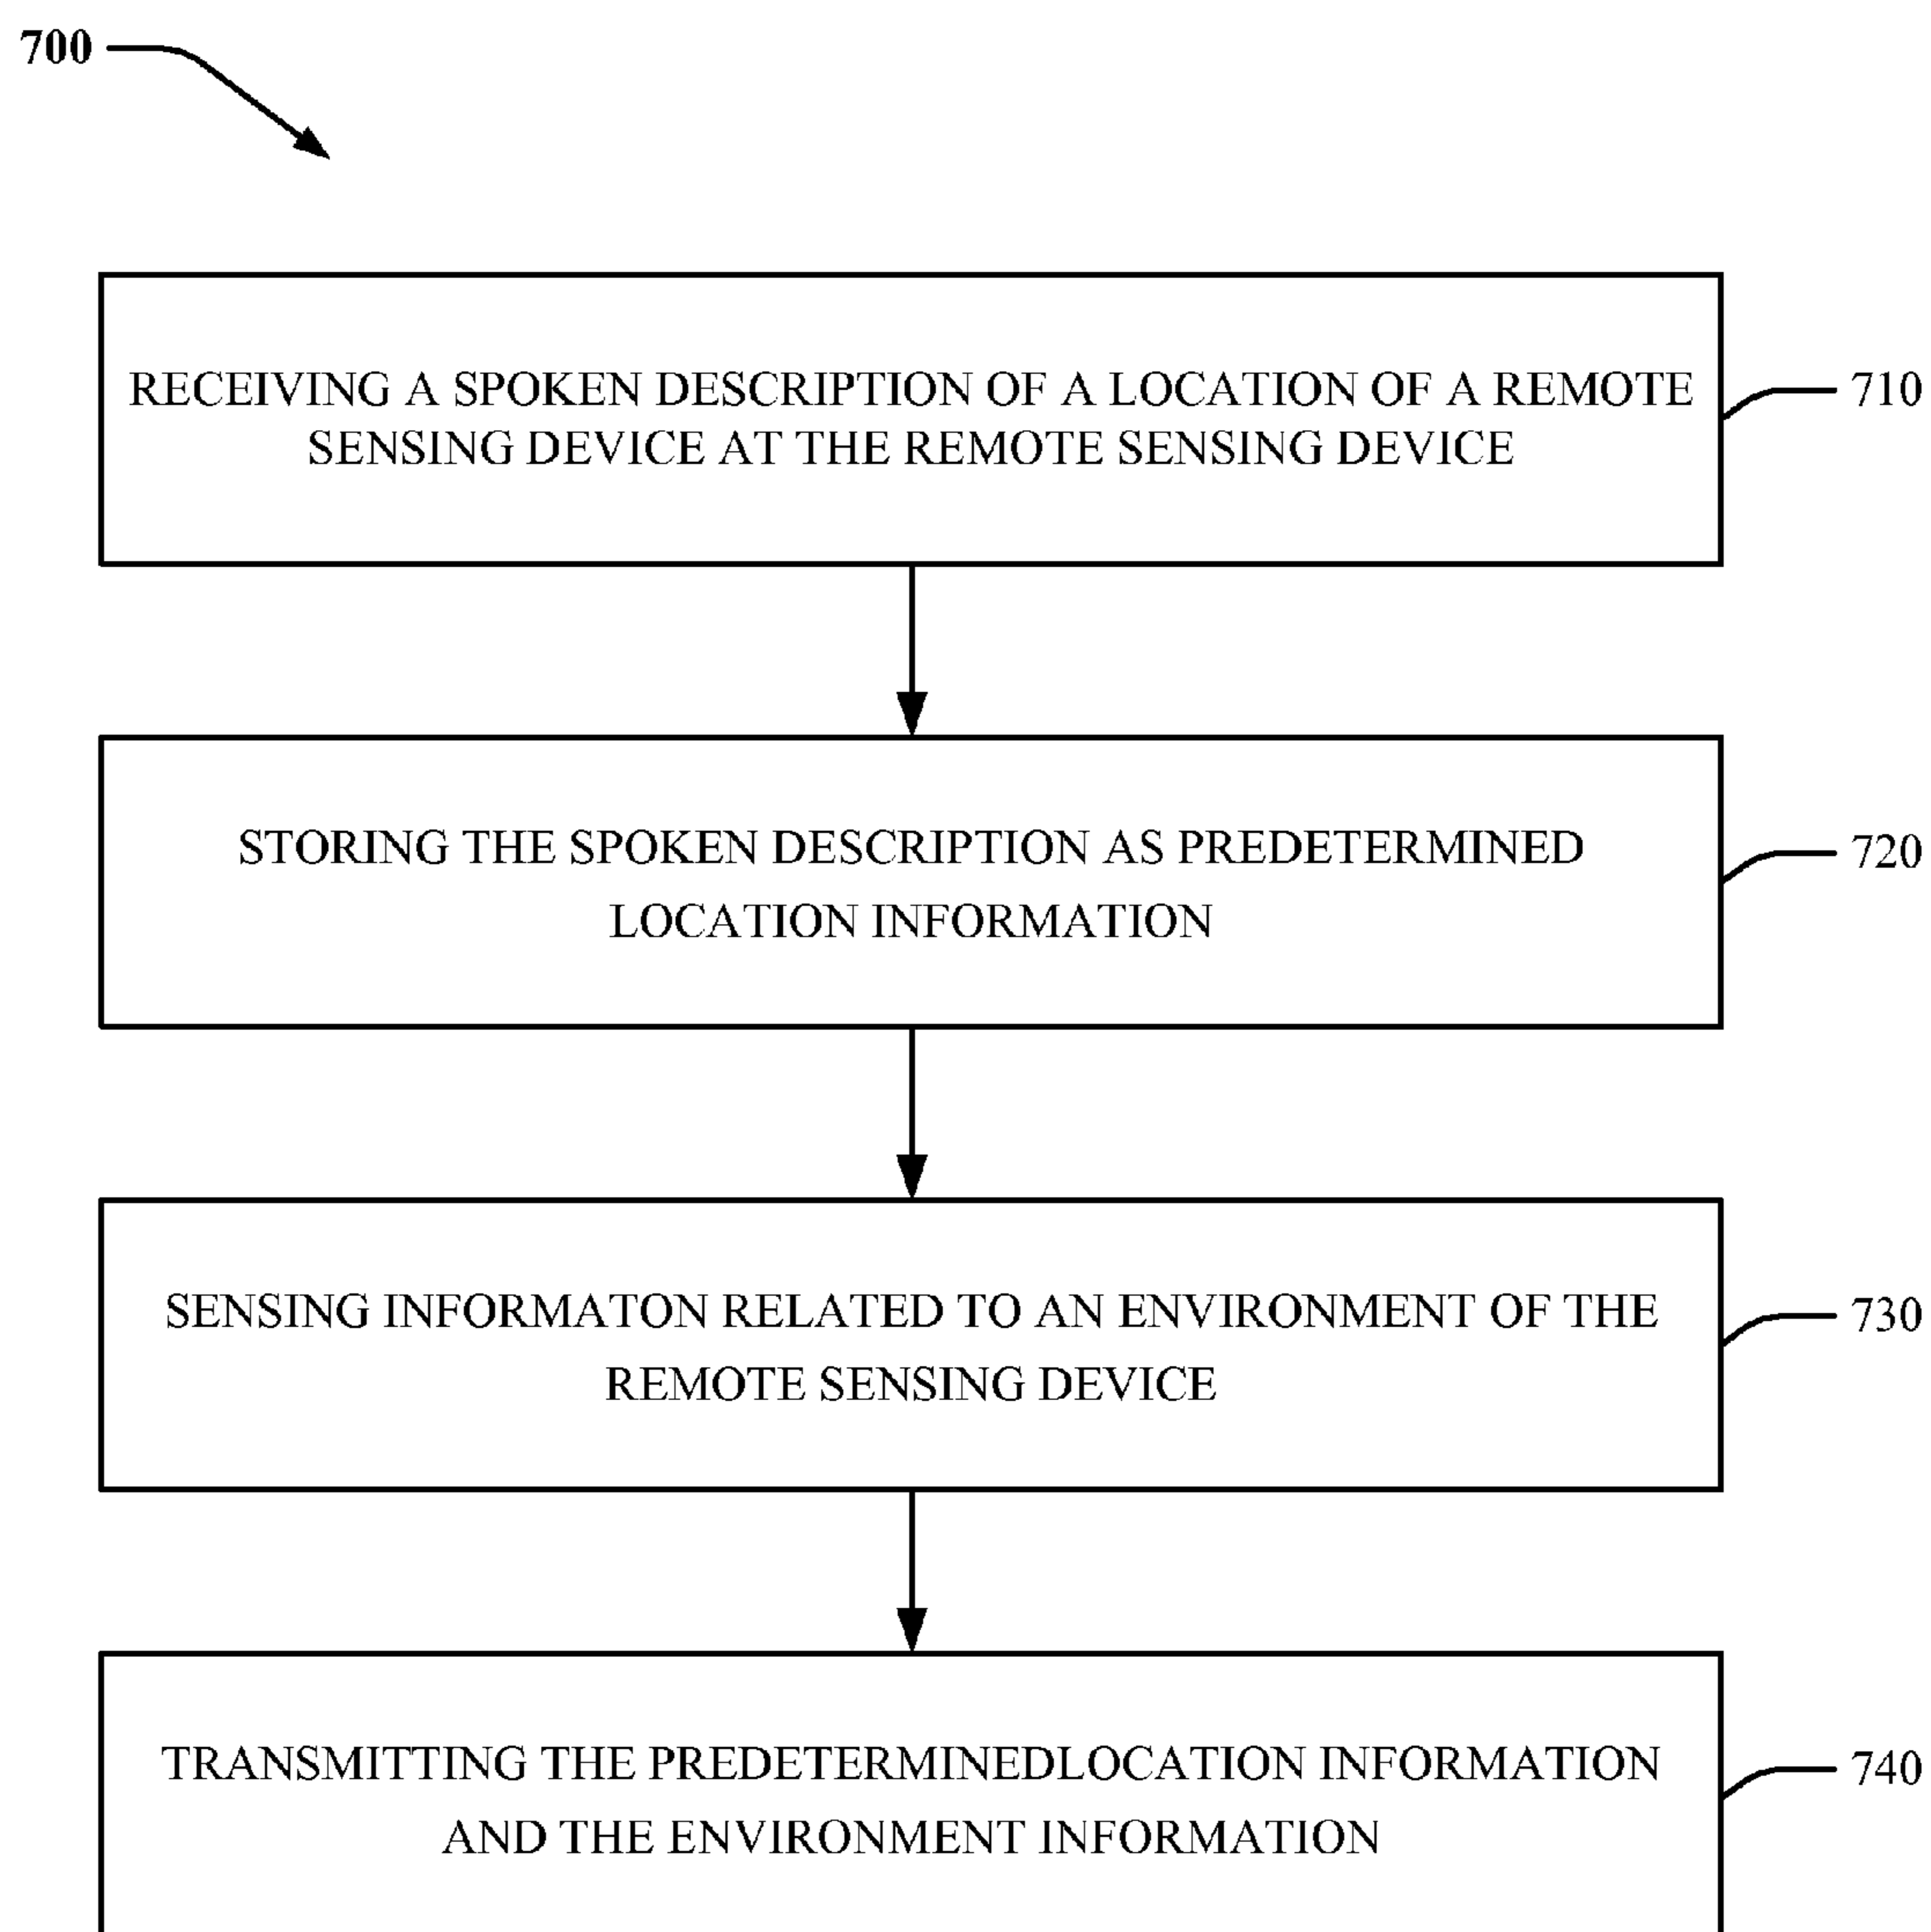 700
RECEIVING A SPOKEN DESCRIPTION OF A LOCATION OF A REMOTE
SENSING DEVICE AT THE REMOTE SENSING DEVICE
710
STORING THE SPOKEN DESCRIPTION AS PREDETERMINED
LOCATION INFORMATION
720
SENSING INFORMATON RELATED TO AN ENVIRONMENT OF THE
REMOTE SENSING DEVICE
730
TRANSMITTING THE PREDETERMINEDLOCATION INFORMATION
AND THE ENVIRONMENT INFORMATION
740